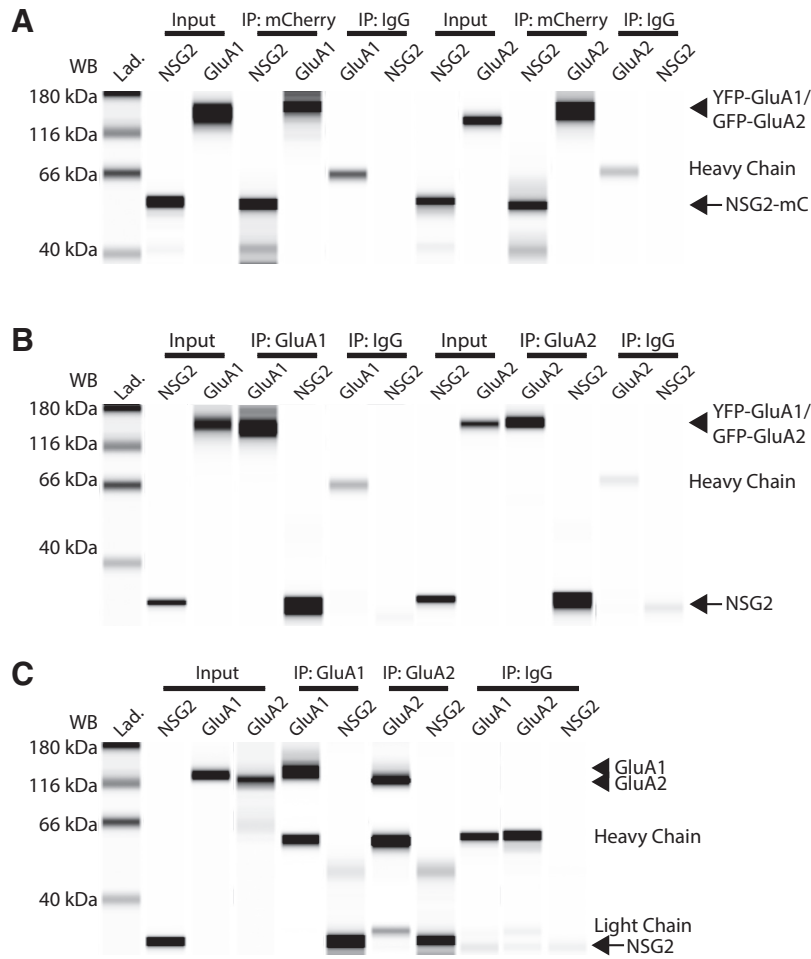 A
Input IP: mCherry IP: IgG Input IP: mCherry IP: IgG
WB Lad. NSG2 GluA1 NSG2 GluA1 GluA1 NSG2 NSG2 GluA2 NSG2 GluA2 GluA2 NSG2
180 kDa
116 kDa
66 kDa
40 kDa
YFP-GluA1/
GFP-GluA2
Heavy Chain
NSG2-mC
B
Input IP: GluA1 IP: IgG Input IP: GluA2 IP: IgG
WB Lad. NSG2 GluA1 GluA1 NSG2 GluA1 NSG2 NSG2 GluA2 GluA2 NSG2 GluA2 NSG2
180 kDa
116 kDa
66 kDa
40 kDa
YFP-GluA1/
GFP-GluA2
Heavy Chain
NSG2
C
Input IP: GluA1 IP: GluA2 IP: IgG
WB Lad. NSG2 GluA1 GluA2 GluA1 NSG2 GluA2 NSG2 GluA1 GluA2 NSG2
180 kDa
116 kDa
66 kDa
40 kDa
GluA1
GluA2
Heavy Chain
Light Chain
NSG2